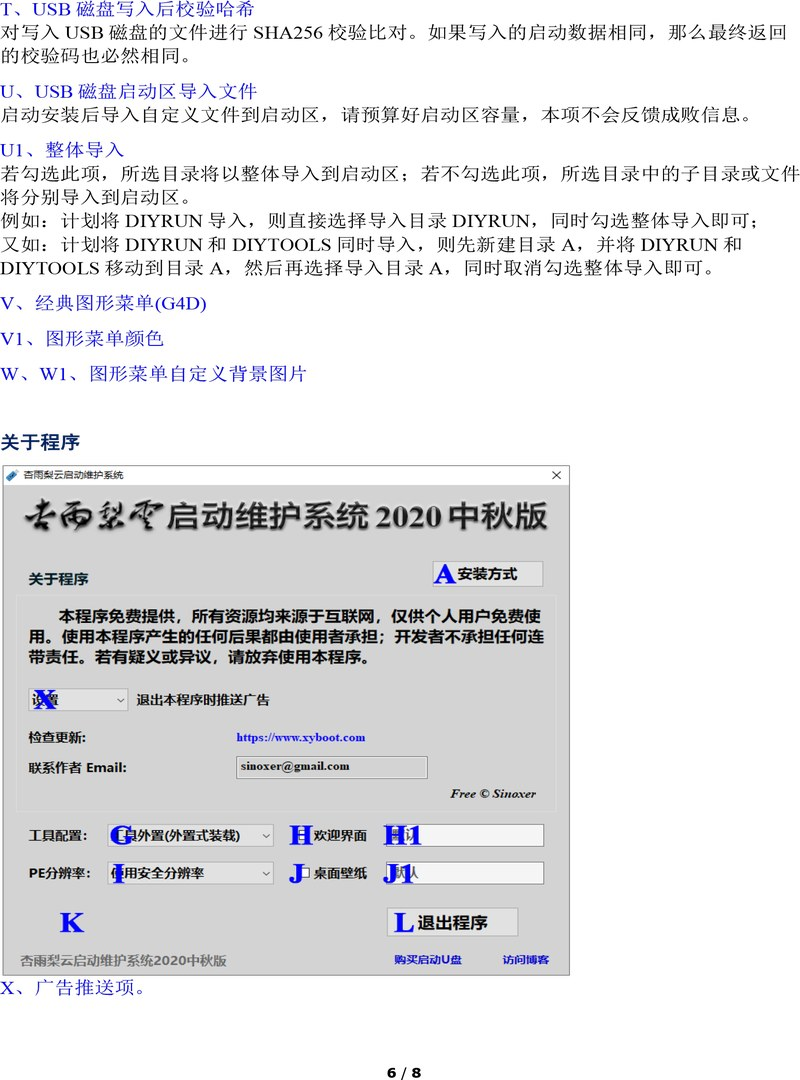 T、USB 磁盘写入后校验哈希
对写入 USB 磁盘的文件进行 SHA256 校验比对。如果写入的启动数据相同，那么最终返回
的校验码也必然相同。
U、USB 磁盘启动区导入文件
启动安装后导入自定义文件到启动区，请预算好启动区容量，本项不会反馈成败信息。
U1、整体导入
若勾选此项，所选目录将以整体导入到启动区；若不勾选此项，所选目录中的子目录或文件
将分别导入到启动区。
例如：计划将 DIYRUN 导入，则直接选择导入目录 DIYRUN，同时勾选整体导入即可；
又如：计划将 DIYRUN 和 DIYTOOLS 同时导入，则先新建目录 A，并将 DIYRUN 和
DIYTOOLS 移动到目录 A，然后再选择导入目录 A，同时取消勾选整体导入即可。
V、经典图形菜单(G4D)
V1、图形菜单颜色
W、W1、图形菜单自定义背景图片
关于程序
杏雨梨云启动维护系统
杏雨梨雲启动维护系统 2020 中秋版
关于程序
A 安装方式
本程序免费提供，所有资源均来源于互联网，仅供个人用户免费使
用。使用本程序产生的任何后果都由使用者承担；开发者不承担任何连
带责任。若有疑义或异议，请放弃使用本程序。
X 设置 退出本程序时推送广告
检查更新: https://www.xyboot.com
联系作者 Email: sinoxer@gmail.com
Free © Sinoxer
工具配置: G 工具外置(外置式装载) H 欢迎界面 H1 默认
PE分辨率: I 使用安全分辨率 J 桌面壁纸 J1 默认
K L 退出程序
杏雨梨云启动维护系统2020中秋版 购买启动U盘 访问博客
X、广告推送项。
6 / 8